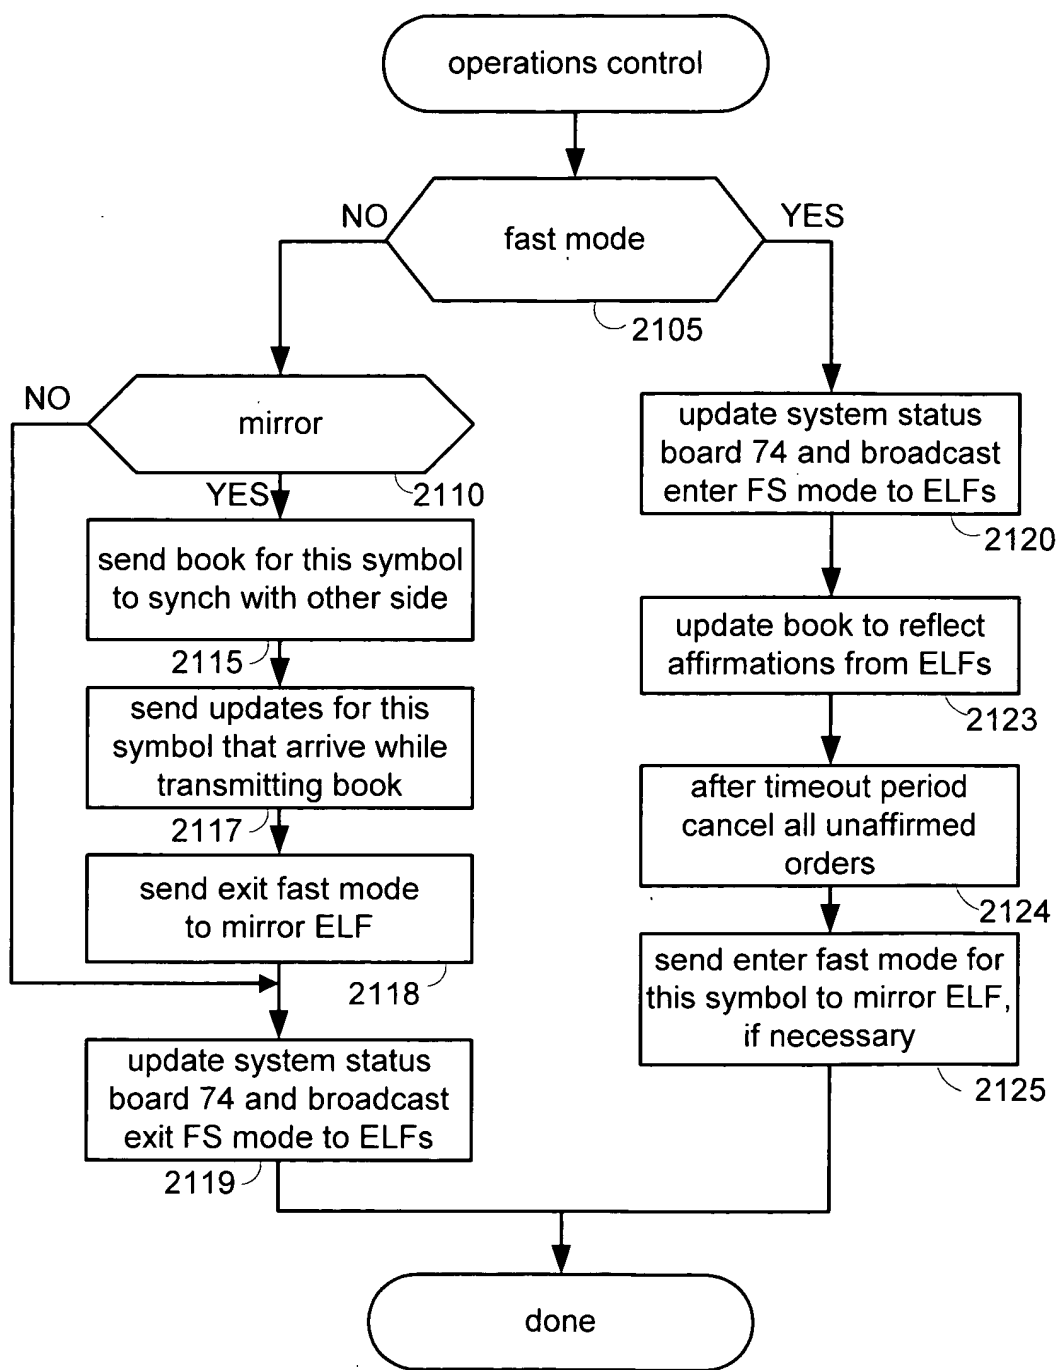 operations control
NO
YES
fast mode
2105
NO
mirror
YES
2110
send book for this symbol
to synch with other side
2115
send updates for this
symbol that arrive while
transmitting book
2117
send exit fast mode
to mirror ELF
2118
update system status
board 74 and broadcast
exit FS mode to ELFs
2119
update system status
board 74 and broadcast
enter FS mode to ELFs
2120
update book to reflect
affirmations from ELFs
2123
after timeout period
cancel all unaffirmed
orders
2124
send enter fast mode for
this symbol to mirror ELF,
if necessary
2125
done